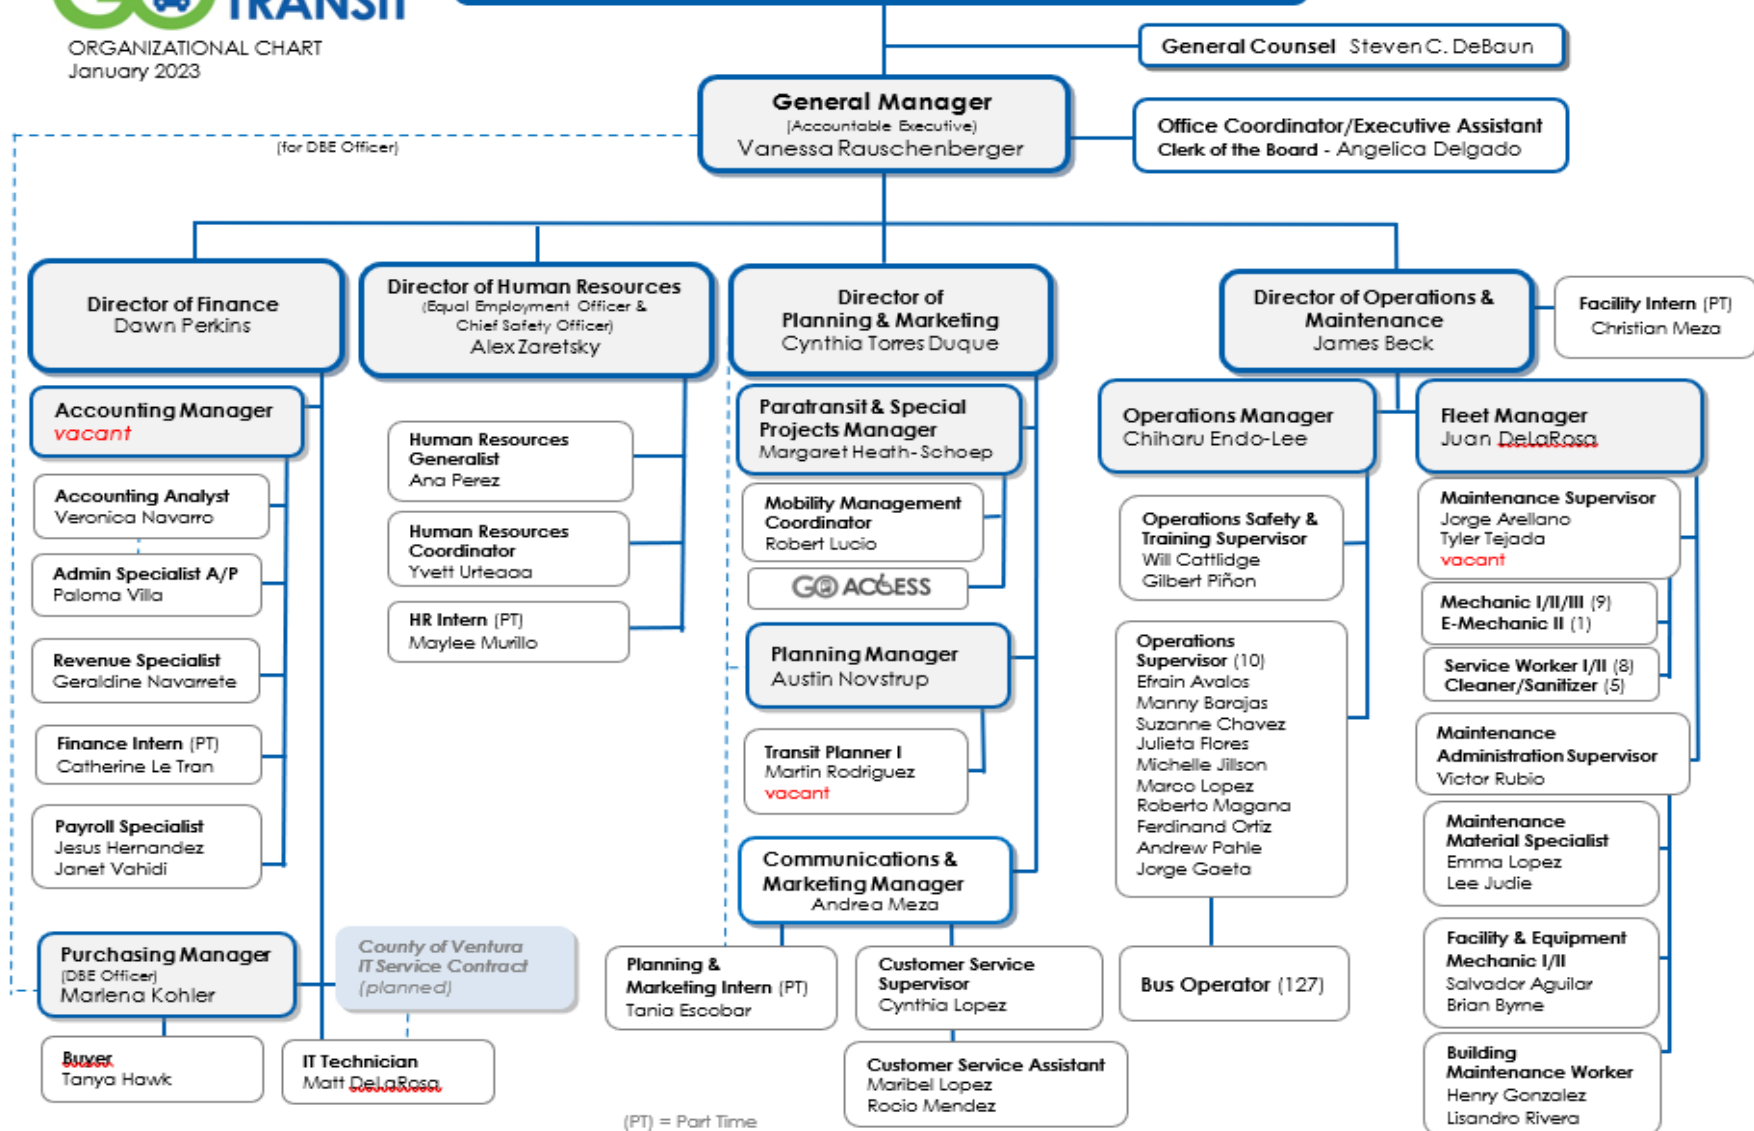 GO TRANSIT
ORGANIZATIONAL CHART
January 2023
General Counsel Steven C. DeBaun
General Manager
(Accountable Executive)
Vanessa Rauschenberger
Office Coordinator/Executive Assistant
Clerk of the Board - Angelica Delgado
(for DBE Officer)
Director of Finance
Dawn Perkins
Accounting Manager
vacant
Accounting Analyst
Veronica Navarro
Admin Specialist A/P
Paloma Villa
Revenue Specialist
Geraldine Navarrete
Finance Intern (PT)
Catherine Le Tran
Payroll Specialist
Jesus Hernandez
Janet Vahidi
Purchasing Manager
(DBE Officer)
Marlena Kohler
Buyer
Tanya Hawk
County of Ventura
IT Service Contract
(planned)
IT Technician
Matt DeLaRosa
Director of Human Resources
(Equal Employment Officer &
Chief Safety Officer)
Alex Zaretsky
Human Resources
Generalist
Ana Perez
Human Resources
Coordinator
Yvett Urteaga
HR Intern (PT)
Maylee Murillo
Director of
Planning & Marketing
Cynthia Torres Duque
Paratransit & Special
Projects Manager
Margaret Heath-Schoep
Mobility Management
Coordinator
Robert Lucio
GO ACCESS
Planning Manager
Austin Novstrup
Transit Planner I
Martin Rodriguez
vacant
Communications &
Marketing Manager
Andrea Meza
Planning &
Marketing Intern (PT)
Tania Escobar
Customer Service
Supervisor
Cynthia Lopez
Customer Service Assistant
Maribel Lopez
Rocio Mendez
Director of Operations &
Maintenance
James Beck
Facility Intern (PT)
Christian Meza
Operations Manager
Chiharu Endo-Lee
Operations Safety &
Training Supervisor
Will Cattlidge
Gilbert Piñon
Operations
Supervisor (10)
Efrain Avalos
Manny Barajas
Suzanne Chavez
Julieta Flores
Michelle Jillson
Marco Lopez
Roberto Magana
Ferdinand Ortiz
Andrew Pahle
Jorge Gaeta
Bus Operator (127)
Fleet Manager
Juan DeLaRosa
Maintenance Supervisor
Jorge Arellano
Tyler Tejada
vacant
Mechanic I/II/III (9)
E-Mechanic II (1)
Service Worker I/II (8)
Cleaner/Sanitizer (5)
Maintenance
Administration Supervisor
Victor Rubio
Maintenance
Material Specialist
Emma Lopez
Lee Judie
Facility & Equipment
Mechanic I/II
Salvador Aguilar
Brian Byrne
Building
Maintenance Worker
Henry Gonzalez
Lisandro Rivera
(PT) = Part Time